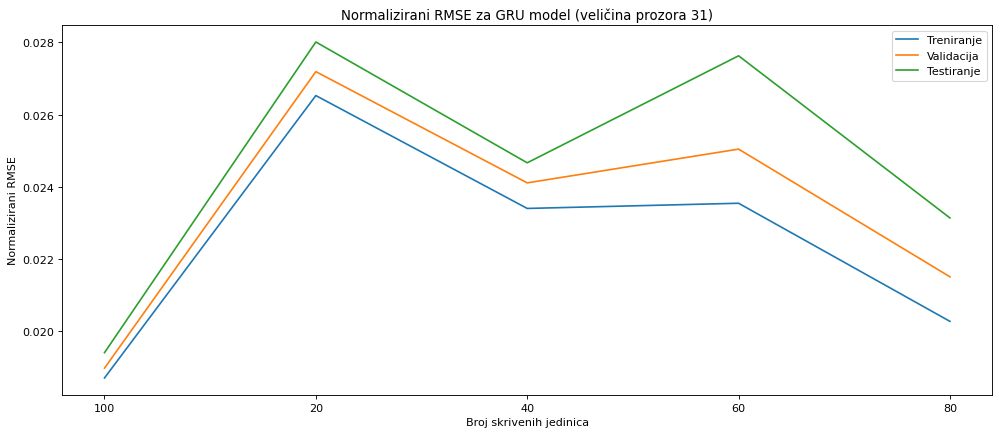 Normalizirani RMSE za GRU model (veličina prozora 31)
Treniranje
Validacija
Testiranje
Normalizirani RMSE
0.028
0.026
0.024
0.022
0.020
100 20 40 60 80
Broj skrivenih jedinica